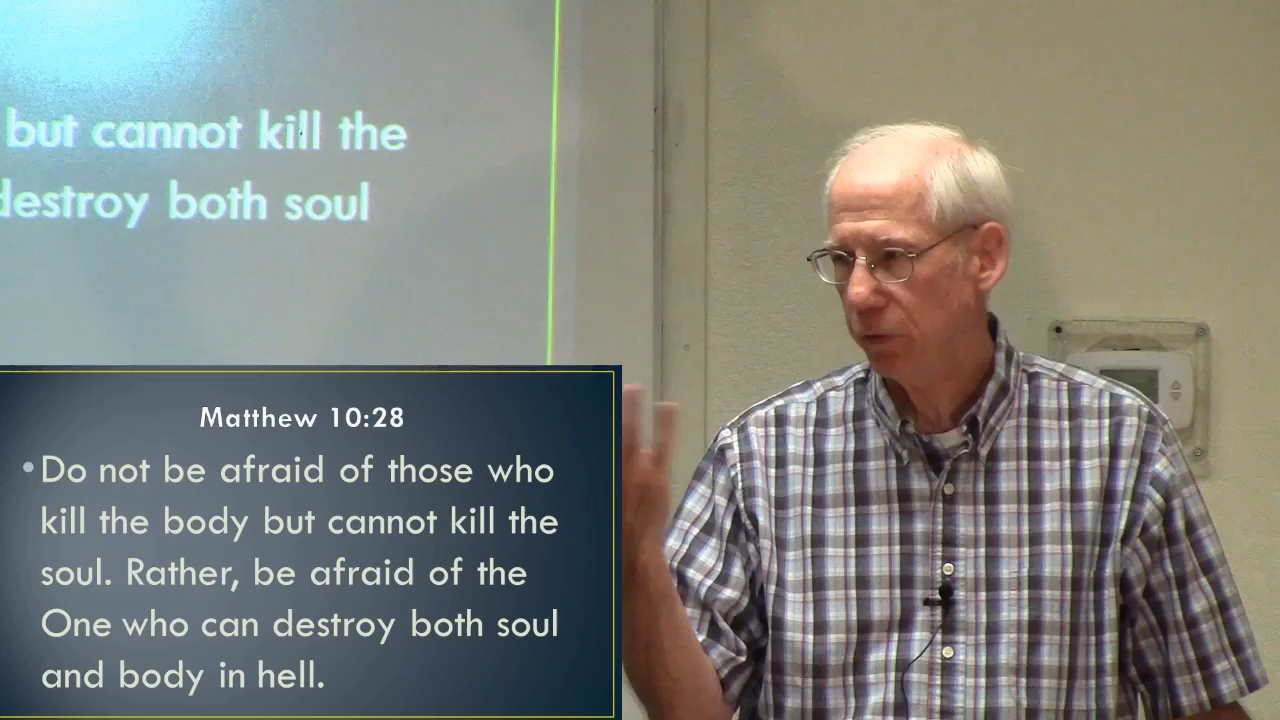 but cannot kill the
destroy both soul
Matthew 10:28
• Do not be afraid of those who
kill the body but cannot kill the
soul. Rather, be afraid of the
One who can destroy both soul
and body in hell.